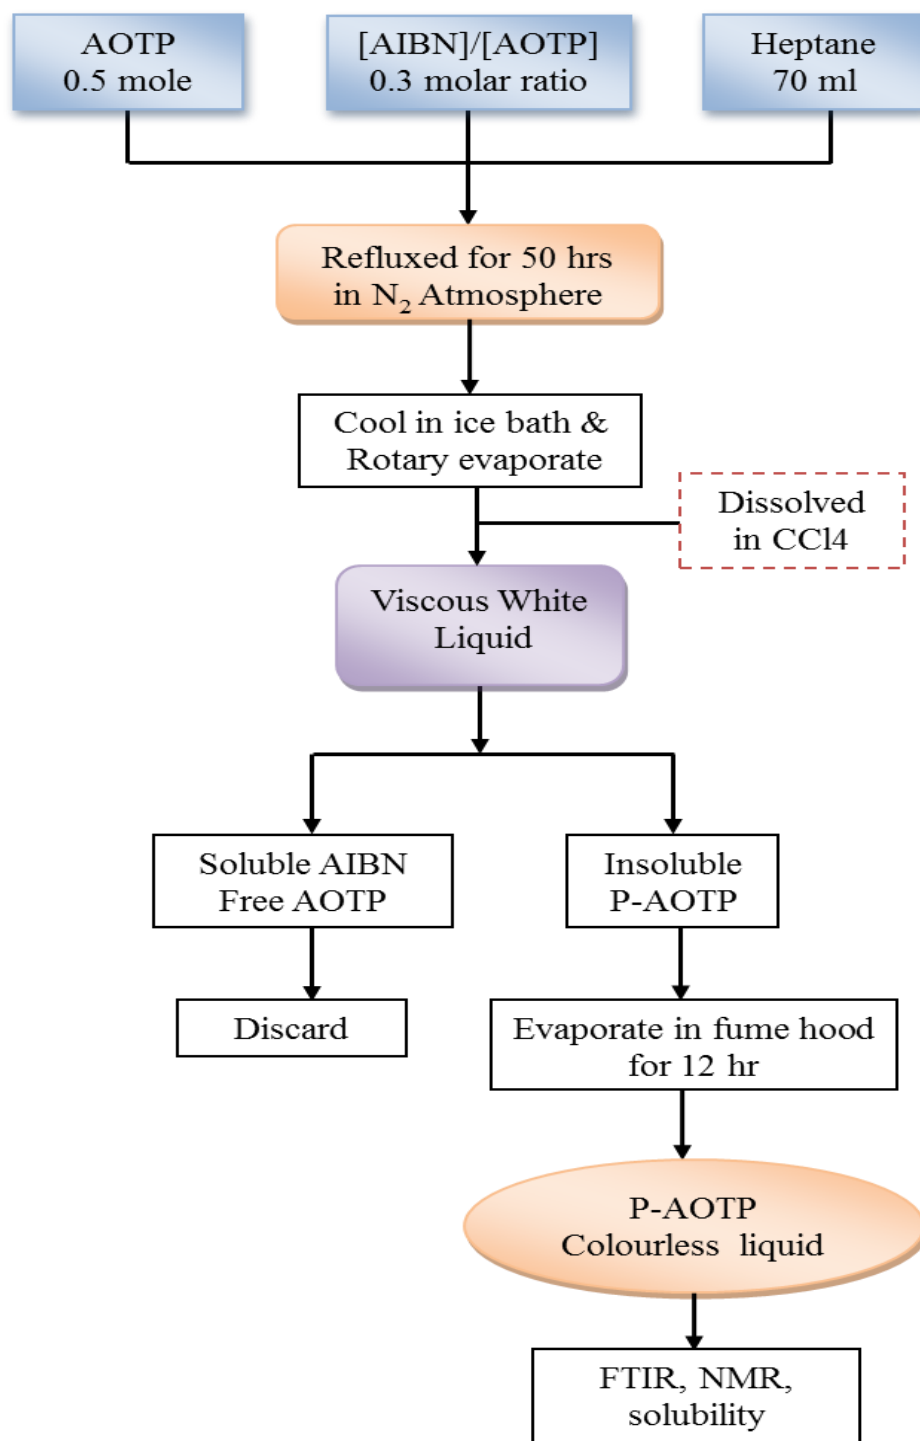 AOTP
0.5 mole
[AIBN]/[AOTP]
0.3 molar ratio
Heptane
70 ml
Refluxed for 50 hrs
in N₂ Atmosphere
Cool in ice bath &
Rotary evaporate
Dissolved
in CCl4
Viscous White
Liquid
Soluble AIBN
Free AOTP
Insoluble
P-AOTP
Discard
Evaporate in fume hood
for 12 hr
P-AOTP
Colourless liquid
FTIR, NMR,
solubility